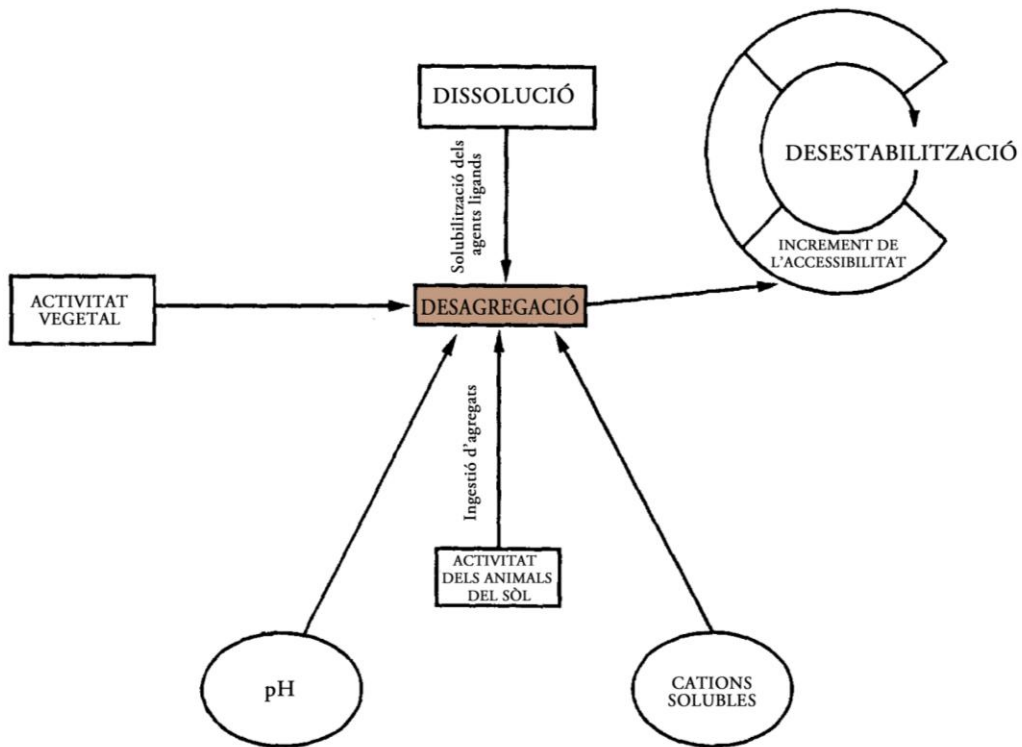 DISSOLUCIÓ
Solubilització dels
agents ligands
DESESTABILITZACIÓ
INCREMENT DE
L'ACCESSIBILITAT
ACTIVITAT
VEGETAL
DESAGREGACIÓ
Ingestió d'agregats
ACTIVITAT
DELS ANIMALS
DEL SÒL
pH
CATIONS
SOLUBLES